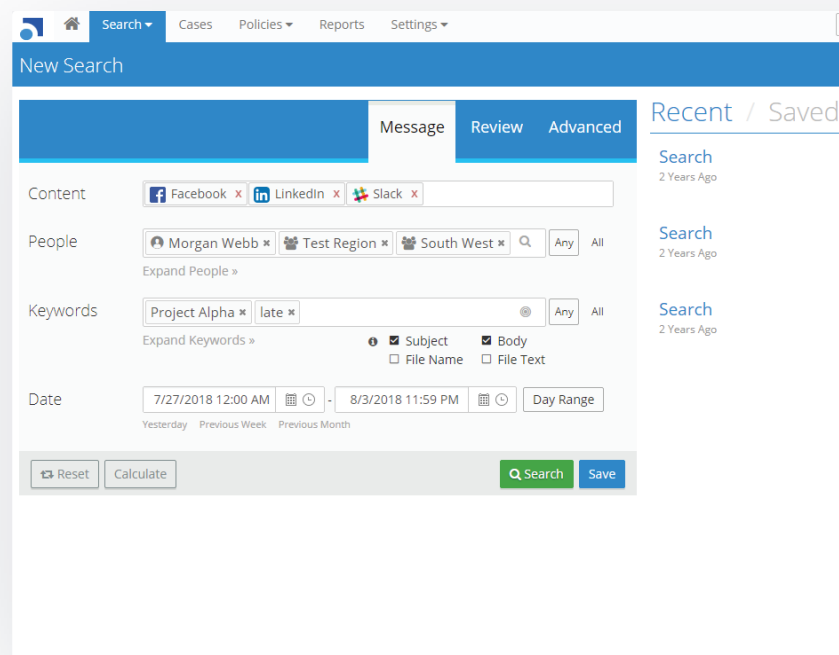 Search Cases Policies Reports Settings
New Search
Message Review Advanced
Recent / Saved
Content Facebook x LinkedIn x Slack x
People Morgan Webb × Test Region × South West × Any All
Expand People »
Keywords Project Alpha × late × Any All
Expand Keywords » Subject Body
File Name File Text
Date 7/27/2018 12:00 AM - 8/3/2018 11:59 PM Day Range
Yesterday Previous Week Previous Month
Reset Calculate Search Save
Search
2 Years Ago
Search
2 Years Ago
Search
2 Years Ago